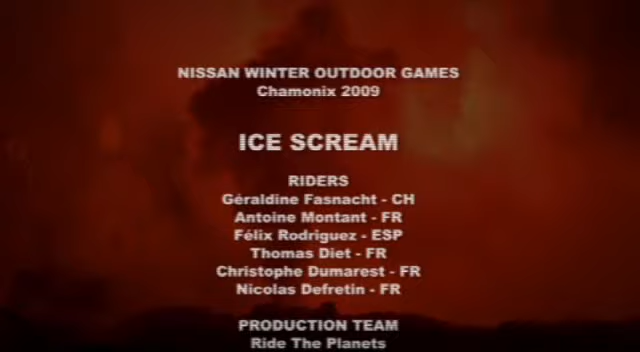 NISSAN WINTER OUTDOOR GAMES
Chamonix 2009
ICE SCREAM
RIDERS
Géraldine Fasnacht - CH
Antoine Montant - FR
Félix Rodriguez - ESP
Thomas Diet - FR
Christophe Dumarest - FR
Nicolas Defretin - FR
PRODUCTION TEAM
Ride The Planets